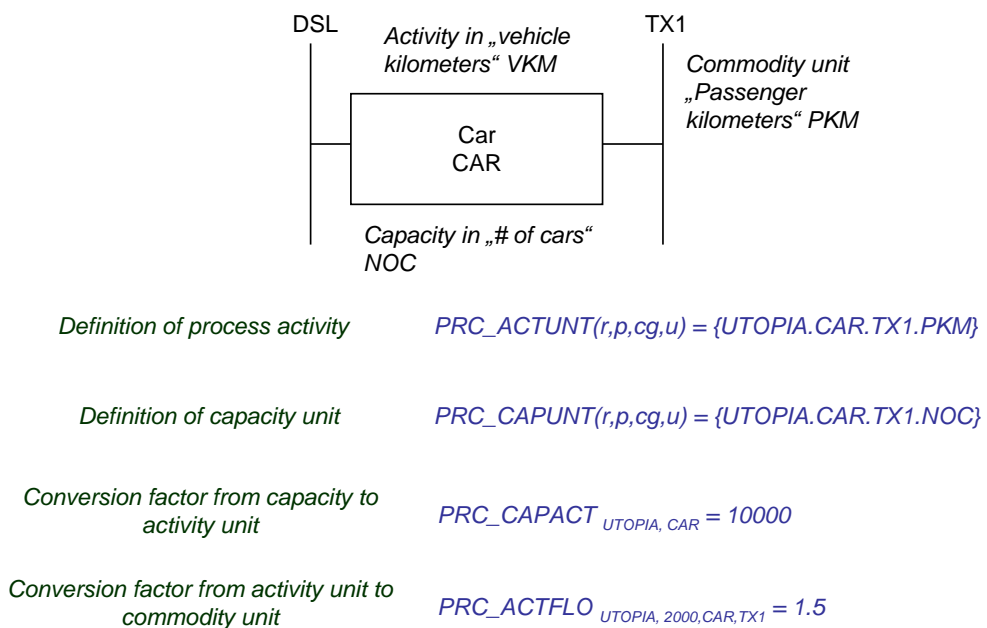 DSL
Activity in „vehicle
kilometers“ VKM
TX1
Commodity unit
„Passenger
kilometers“ PKM
Car
CAR
Capacity in „# of cars“
NOC
Definition of process activity
PRC_ACTUNT(r,p,cg,u) = {UTOPIA.CAR.TX1.PKM}
Definition of capacity unit
PRC_CAPUNT(r,p,cg,u) = {UTOPIA.CAR.TX1.NOC}
Conversion factor from capacity to
activity unit
PRC_CAPACT UTOPIA, CAR = 10000
Conversion factor from activity unit to
commodity unit
PRC_ACTFLO UTOPIA, 2000,CAR,TX1 = 1.5